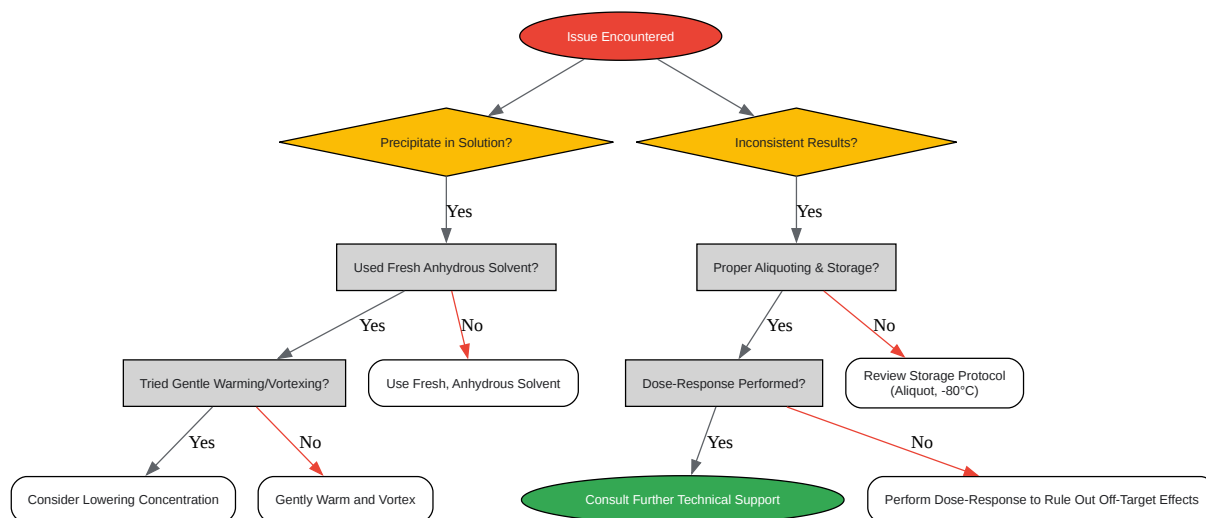 Issue Encountered
Precipitate in Solution?
Inconsistent Results?
Yes
Yes
Used Fresh Anhydrous Solvent?
Proper Aliquoting & Storage?
Yes
No
Yes
No
Tried Gentle Warming/Vortexing?
Use Fresh, Anhydrous Solvent
Dose-Response Performed?
Review Storage Protocol
(Aliquot, -80°C)
Yes
No
Yes
No
Consider Lowering Concentration
Gently Warm and Vortex
Consult Further Technical Support
Perform Dose-Response to Rule Out Off-Target Effects